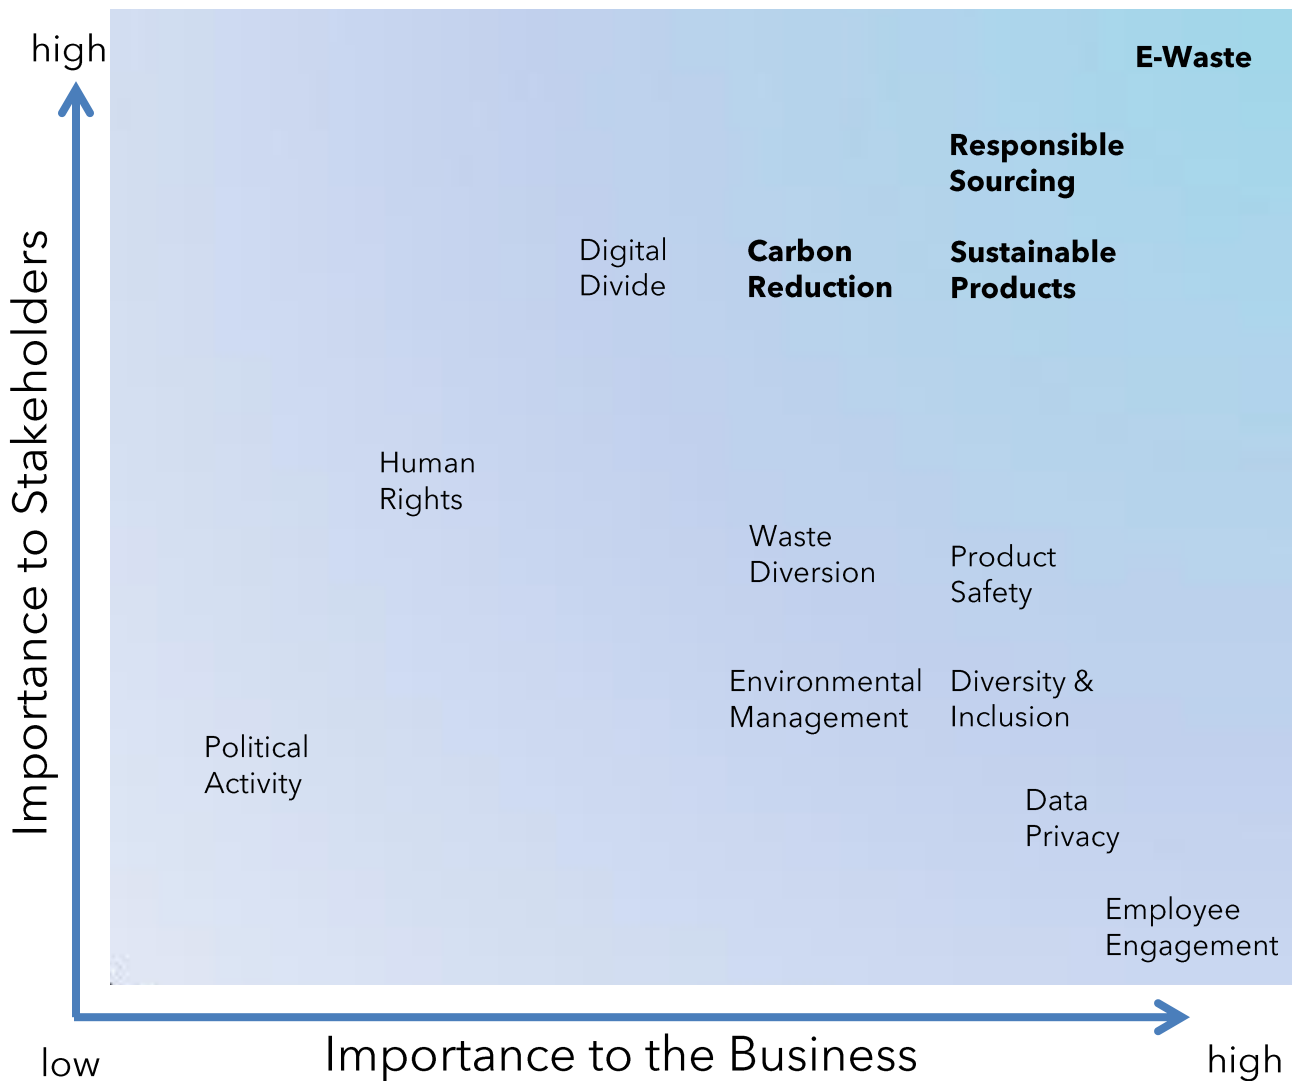 high
E-Waste
Responsible
Sourcing
Digital
Divide
Carbon
Reduction
Sustainable
Products
Importance to Stakeholders
Human
Rights
Waste
Diversion
Product
Safety
Environmental
Management
Diversity &
Inclusion
Political
Activity
Data
Privacy
Employee
Engagement
low
Importance to the Business
high